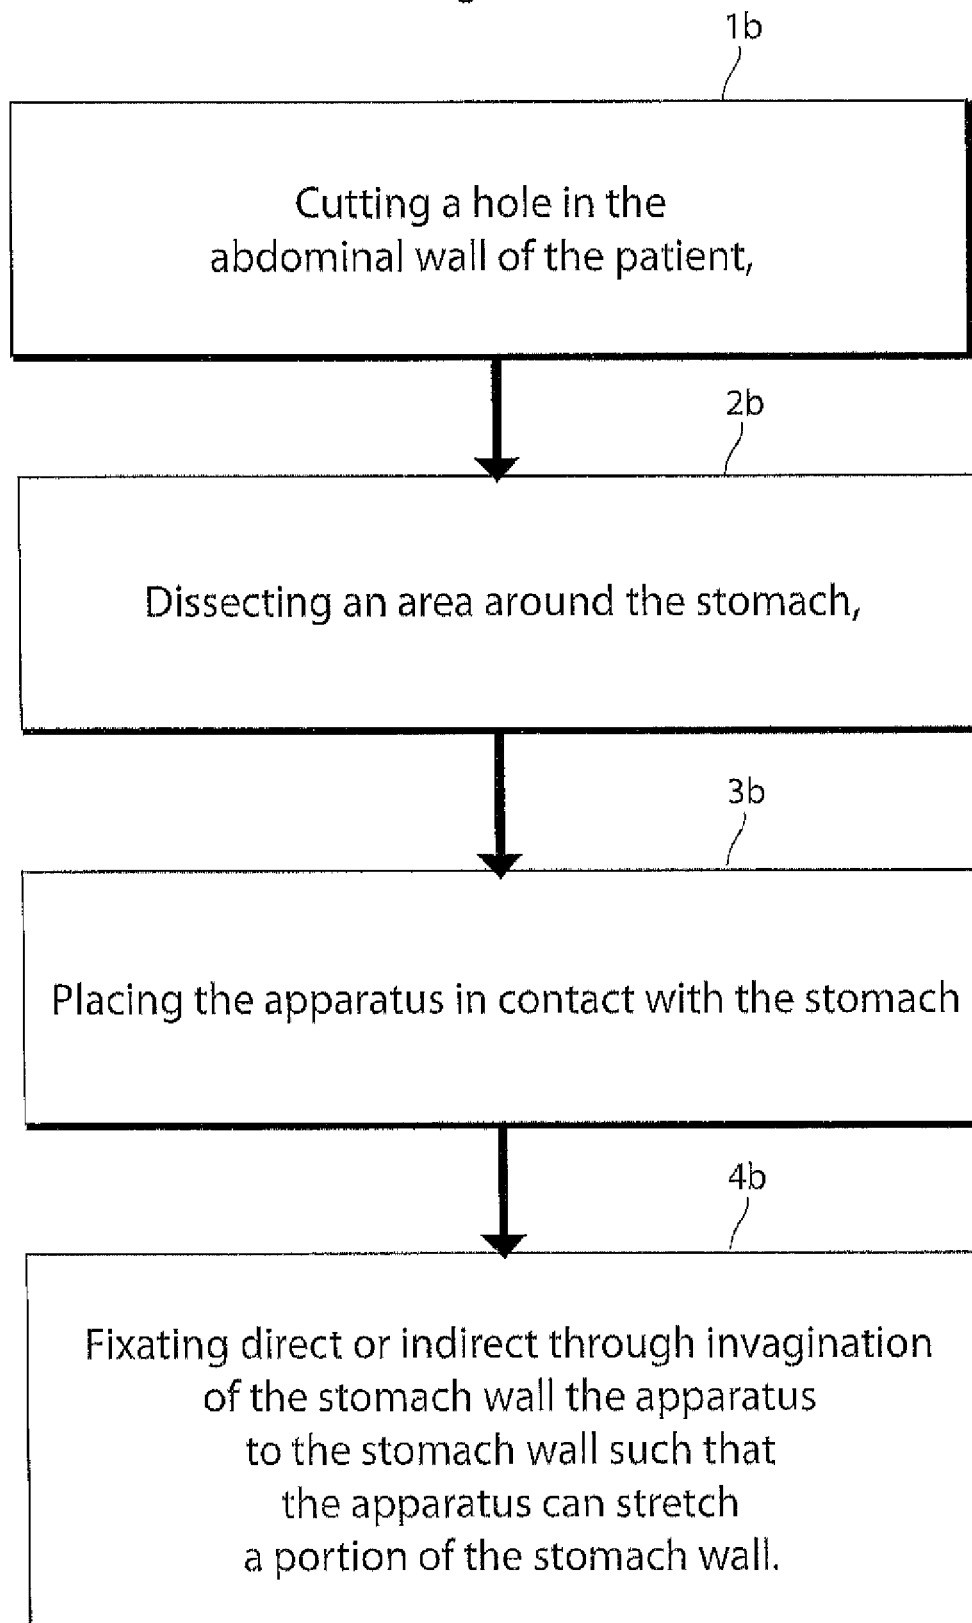 1b
Cutting a hole in the
abdominal wall of the patient,
2b
Dissecting an area around the stomach,
3b
Placing the apparatus in contact with the stomach
4b
Fixating direct or indirect through invagination
of the stomach wall the apparatus
to the stomach wall such that
the apparatus can stretch
a portion of the stomach wall.